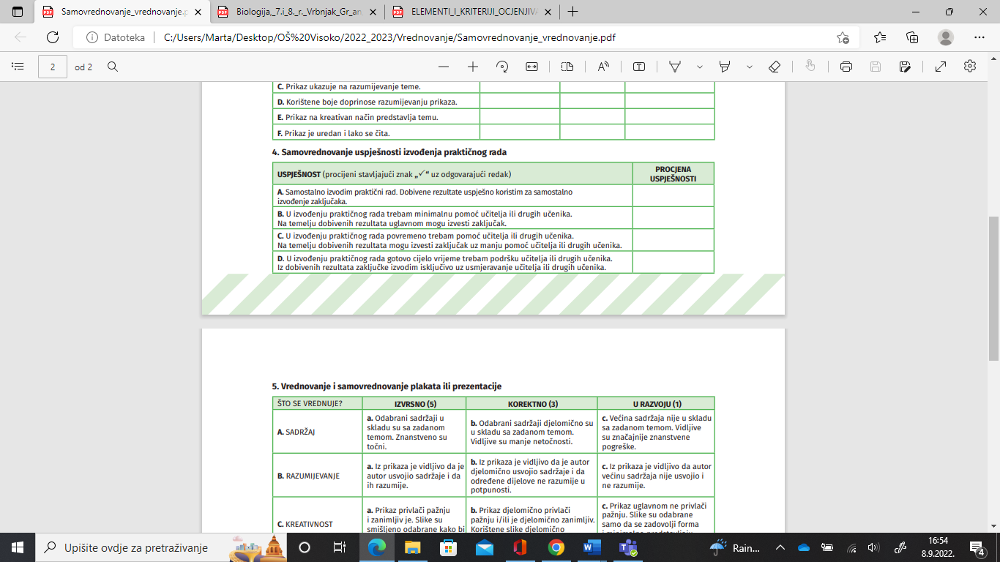 Samovrednovanje_vrednovanje.p
Biologija,_7.i_8._r._Vrbnjak_Gr_an
ELEMENTI_I_KRITERIJI_OCJENJIVA
Datoteka
C:/Users/Marta/Desktop/OŠ%20Visoko/2022_2023/Vrednovanje/Samovrednovanje_vrednovanje.pdf
2 od 2
C. Prikaz ukazuje na razumijevanje teme.
D. Korištene boje doprinose razumijevanju prikaza.
E. Prikaz na kreativan način predstavlja temu.
F. Prikaz je uredan i lako se čita.
4. Samovrednovanje uspješnosti izvođenja praktičnog rada
USPJEŠNOST (procijeni stavljajući znak „✓“ uz odgovarajući redak)
PROCJENA
USPJEŠNOSTI
A. Samostalno izvodim praktični rad. Dobivene rezultate uspješno koristim za samostalno
izvođenje zaključaka.
B. U izvođenju praktičnog rada trebam minimalnu pomoć učitelja ili drugih učenika.
Na temelju dobivenih rezultata uglavnom mogu izvesti zaključak.
C. U izvođenju praktičnog rada povremeno trebam pomoć učitelja ili drugih učenika.
Na temelju dobivenih rezultata mogu izvesti zaključak uz manju pomoć učitelja ili drugih učenika.
D. U izvođenju praktičnog rada gotovo cijelo vrijeme trebam podršku učitelja ili drugih učenika.
Iz dobivenih rezultata zaključke izvodim isključivo uz usmjeravanje učitelja ili drugih učenika.
5. Vrednovanje i samovrednovanje plakata ili prezentacije
ŠTO SE VREDNUJE?
IZVRSNO (5)
KOREKTNO (3)
U RAZVOJU (1)
A. SADRŽAJ
a. Odabrani sadržaji u
skladu su sa zadanom
temom. Znanstveno su
točni.
b. Odabrani sadržaji djelomično su
u skladu sa zadanom temom.
Vidljive su manje netočnosti.
c. Većina sadržaja nije u skladu
sa zadanom temom. Vidljive
su značajnije znanstvene
pogreške.
B. RAZUMIJEVANJE
a. Iz prikaza je vidljivo da je
autor usvojio sadržaje i da
ih razumije.
b. Iz prikaza je vidljivo da je autor
djelomično usvojio sadržaje i da
određene dijelove ne razumije u
potpunosti.
c. Iz prikaza je vidljivo da autor
većinu sadržaja nije usvojio i
ne razumije.
C. KREATIVNOST
a. Prikaz privlači pažnju
i zanimljiv je. Slike su
smišljeno odabrane kako bi
b. Prikaz djelomično privlači
pažnju i/ili je djelomično zanimljiv.
Korištene slike djelomično
c. Prikaz uglavnom ne privlači
pažnju. Slike su odabrane
samo da se zadovolji forma
Upišite ovdje za pretraživanje
Rain...
16:54
8.9.2022.
4